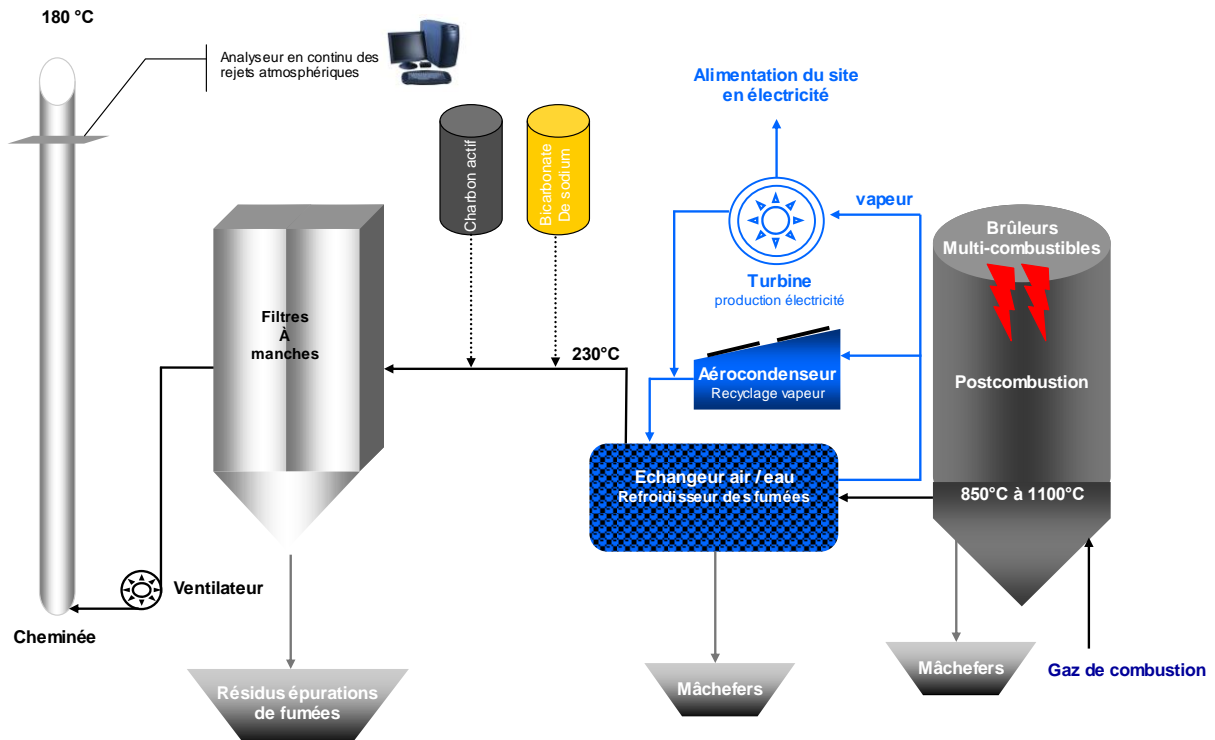 180 °C
Analyseur en continu des
rejets atmosphériques
Charbon actif
Bicarbonate
De sodium
Alimentation du site
en électricité
vapeur
Turbine
production électricité
Brûleurs
Multi-combustibles
Filtres
À
manches
230°C
Aérocondenseur
Recyclage vapeur
Postcombustion
Echangeur air / eau
Refroidisseur des fumées
850°C à 1100°C
Ventilateur
Cheminée
Résidus épurations
de fumées
Mâchefers
Mâchefers
Gaz de combustion